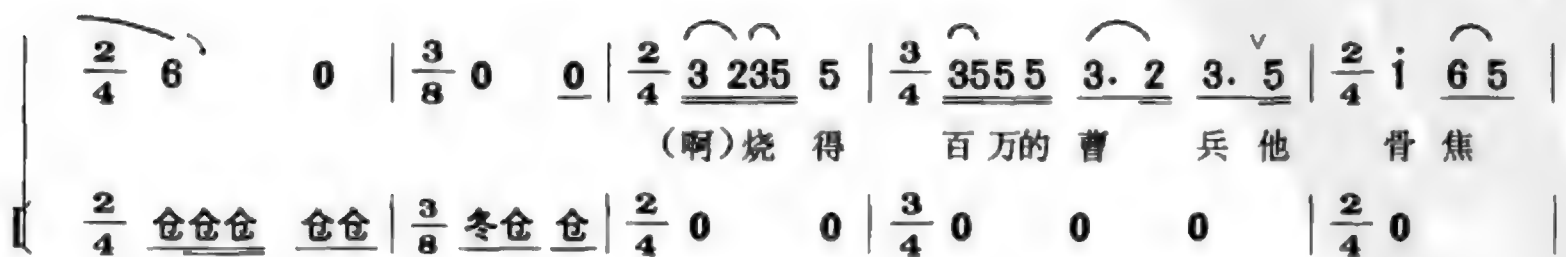 2/4 6 0 | 3/8 0 0 | 2/4 3 235 5 | 3/4 3555 3. 2 3. 5 | 2/4 i 6 5 |
（啊）烧 得 百 万的 曹 兵 他 骨 焦
2/4 仓仓仓 仓仓 | 3/8 冬仓 仓 | 2/4 0 0 | 3/4 0 0 0 | 2/4 0 |